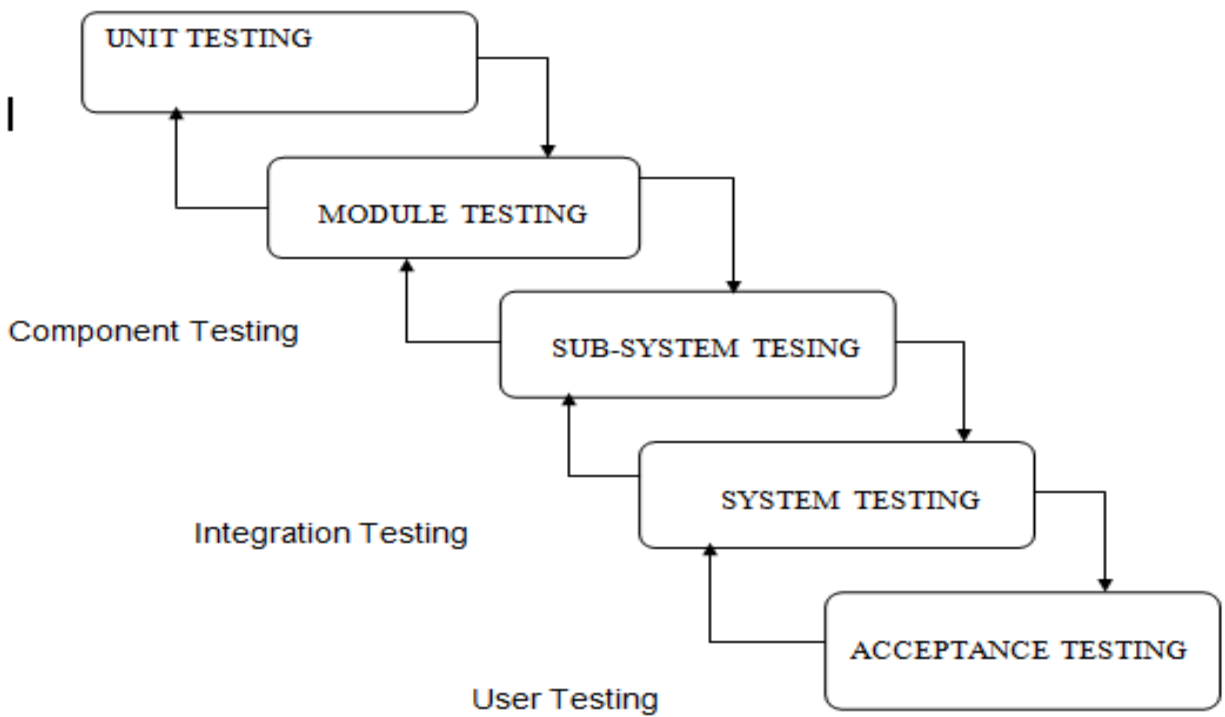 UNIT TESTING
MODULE TESTING
Component Testing
SUB-SYSTEM TESING
SYSTEM TESTING
Integration Testing
ACCEPTANCE TESTING
User Testing